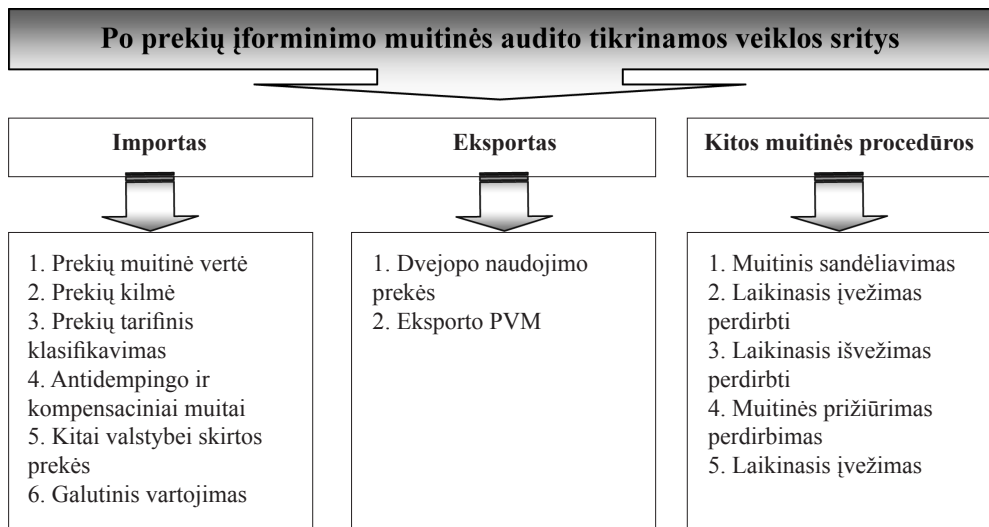 Po prekių įforminimo muitinės audito tikrinamos veiklos sritys
Importas
1. Prekių muitinė vertė
2. Prekių kilmė
3. Prekių tarifinis
klasifikavimas
4. Antidempingo ir
kompensaciniai muitai
5. Kitai valstybei skirtos
prekės
6. Galutinis vartojimas
Eksportas
1. Dvejopo naudojimo
prekės
2. Eksporto PVM
Kitos muitinės procedūros
1. Muitinis sandėliavimas
2. Laikinasis įvežimas
perdirbti
3. Laikinasis išvežimas
perdirbti
4. Muitinės prižiūrimas
perdirbimas
5. Laikinasis įvežimas